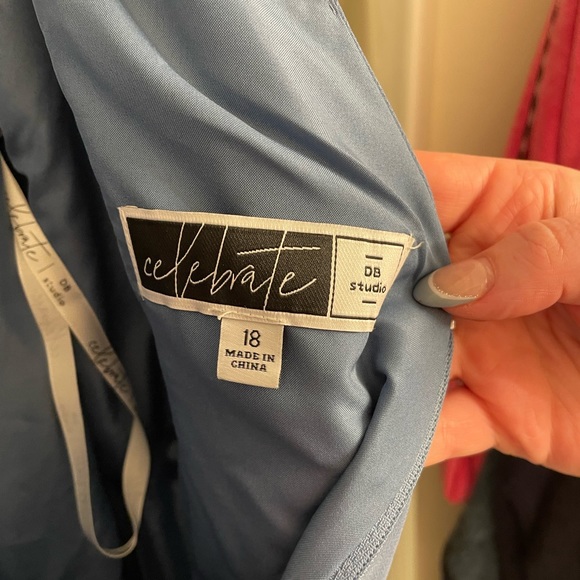 celebrate
DB
studio
18
MADE IN
CHINA
celebrate |
DB
studio
celebrate